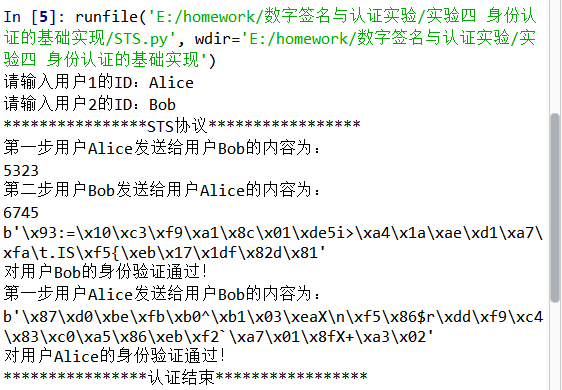 In [5]: runfile('E:/homework/数字签名与认证实验/实验四 身份认
证的基础实现/STS.py', wdir='E:/homework/数字签名与认证实验/实
验四 身份认证的基础实现')
请输入用户1的ID：Alice
请输入用户2的ID：Bob
****************STS协议*****************
第一步用户Alice发送给用户Bob的内容为：
5323
第二步用户Bob发送给用户Alice的内容为：
6745
b'\x93:=\x10\xc3\xf9\xa1\x8c\x01\xde5i>\xa4\x1a\xae\xd1\xa7\
xfa\t.IS\xf5{\xeb\x17\x1df\x82d\x81'
对用户Bob的身份验证通过！
第一步用户Alice发送给用户Bob的内容为：
b'\x87\xd0\xbe\xfb\xb0^\xb1\x03\xeaX\n\xf5\x86$r\xdd\xf9\xc4
\x83\xc0\xa5\x86\xeb\xf2`\xa7\x01\x8fX+\xa3\x02'
对用户Alice的身份验证通过！
****************认证结束*****************